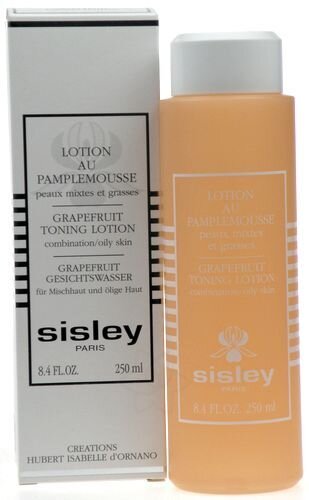 LOTION
AU
PAMPLEMOUSSE
peaux mixtes et grasses
GRAPEFRUIT
TONING LOTION
combination/oily skin
GRAPEFRUIT
GESICHTSWASSER
für Mischhaut und ölige Haut
sisley
PARIS
8.4 FL.OZ. 250 ml
CREATIONS
HUBERT ISABELLE d'ORNANO
LOTION
AU
PAMPLEMOUSSE
peaux mixtes
et grasses
GRAPEFRUIT
TONING LOTION
combination/oily skin
sisley
PARIS
8.4 FL.OZ. 250 ml